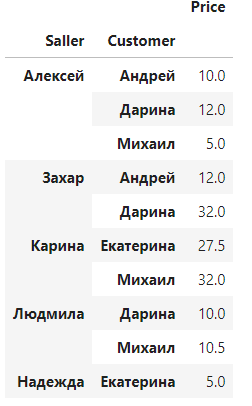 Price
Saller Customer
Алексей Андрей 10.0
Дарина 12.0
Михаил 5.0
Захар Андрей 12.0
Дарина 32.0
Карина Екатерина 27.5
Михаил 32.0
Людмила Дарина 10.0
Михаил 10.5
Надежда Екатерина 5.0